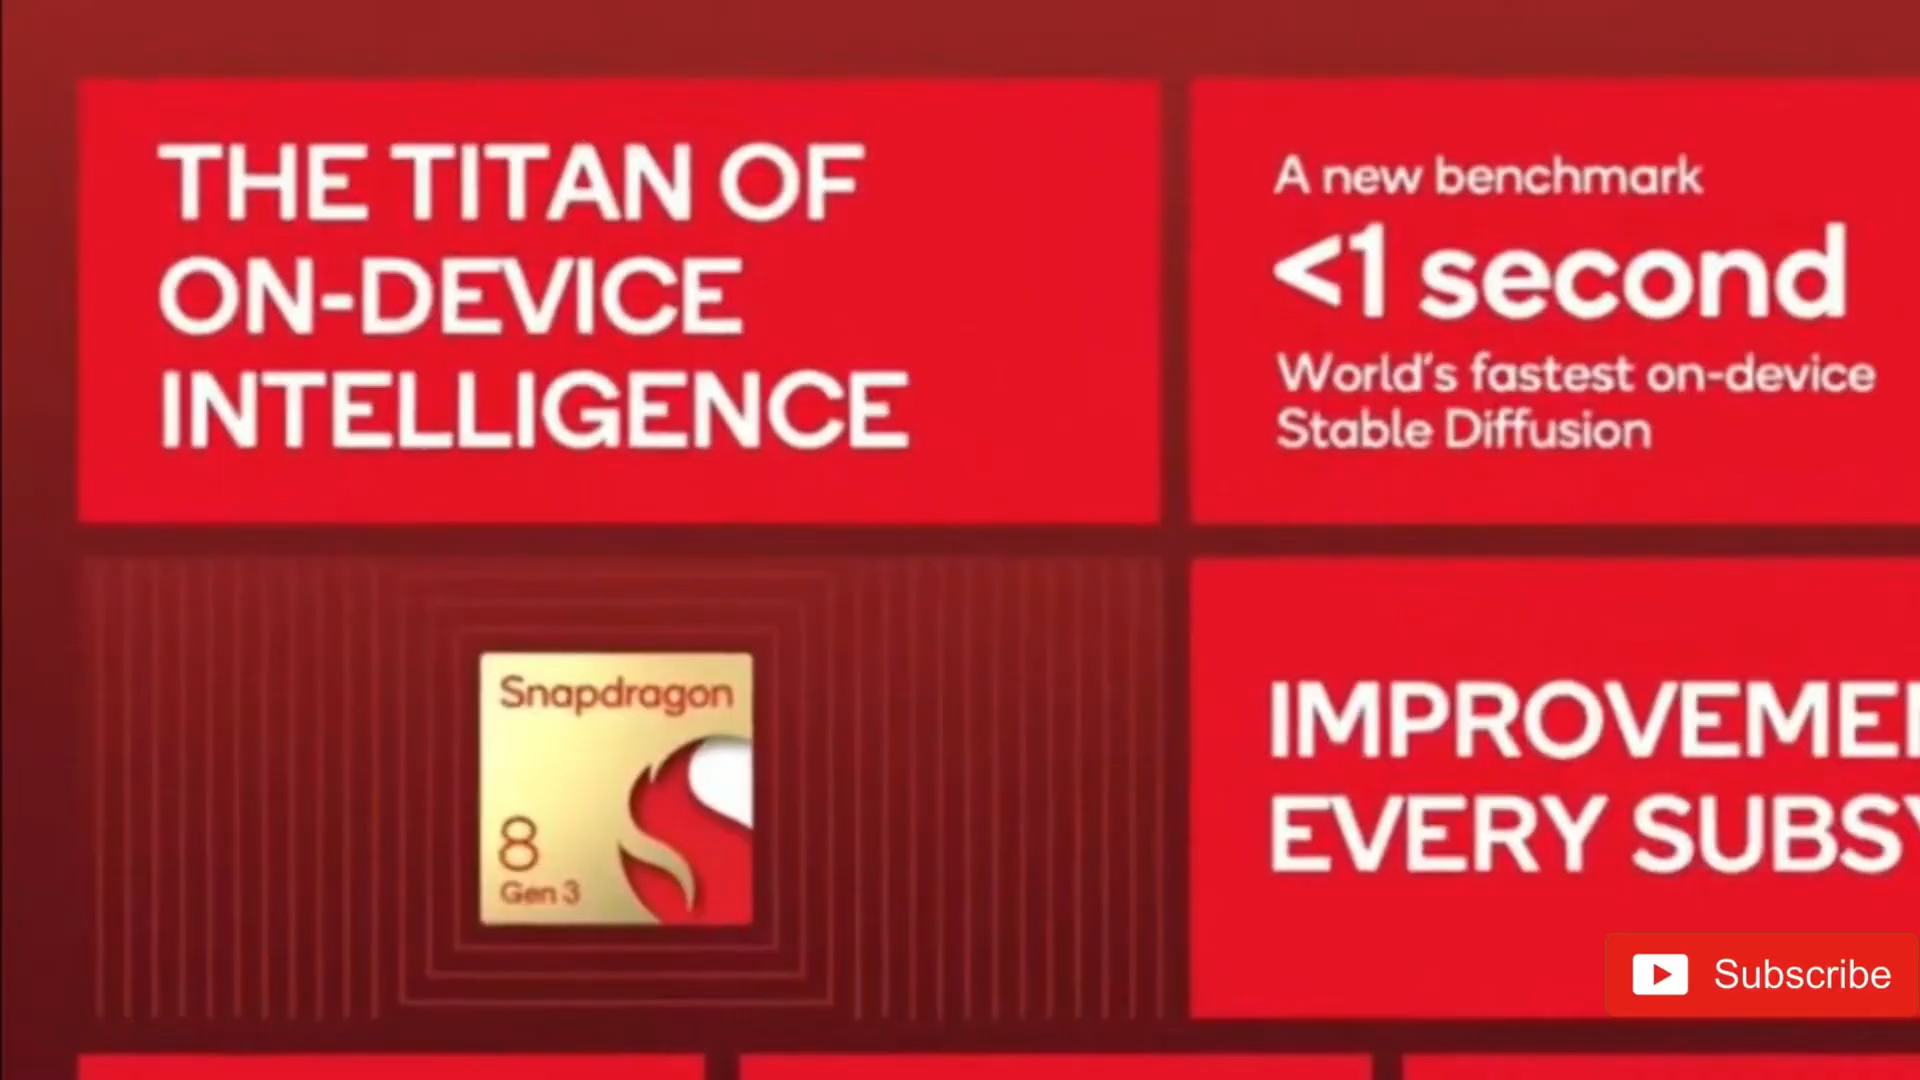 THE TITAN OF
ON-DEVICE
INTELLIGENCE
A new benchmark
<1 second
World's fastest on-device
Stable Diffusion
Snapdragon
8
Gen 3
EVERY
Subscribe